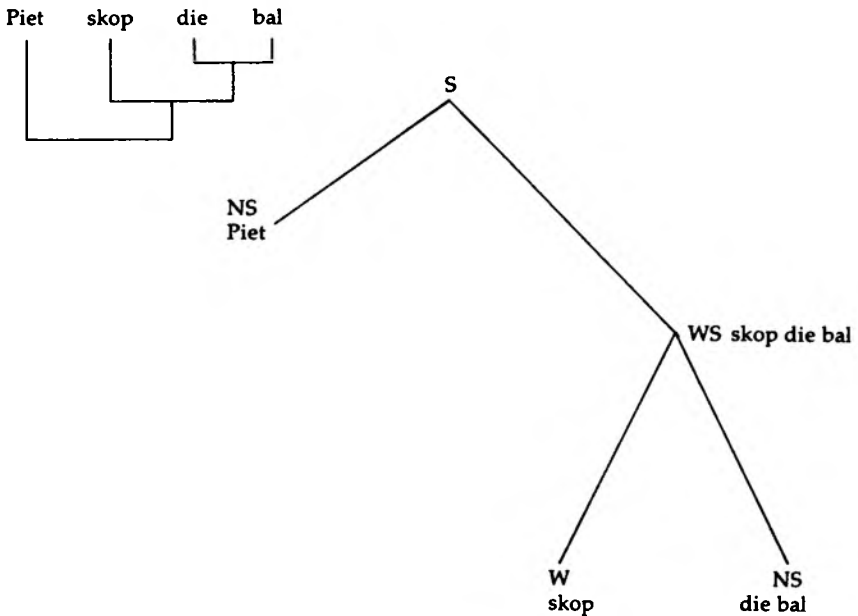 Piet skop die bal
S
NS
Piet
WS skop die bal
W NS
skop die bal